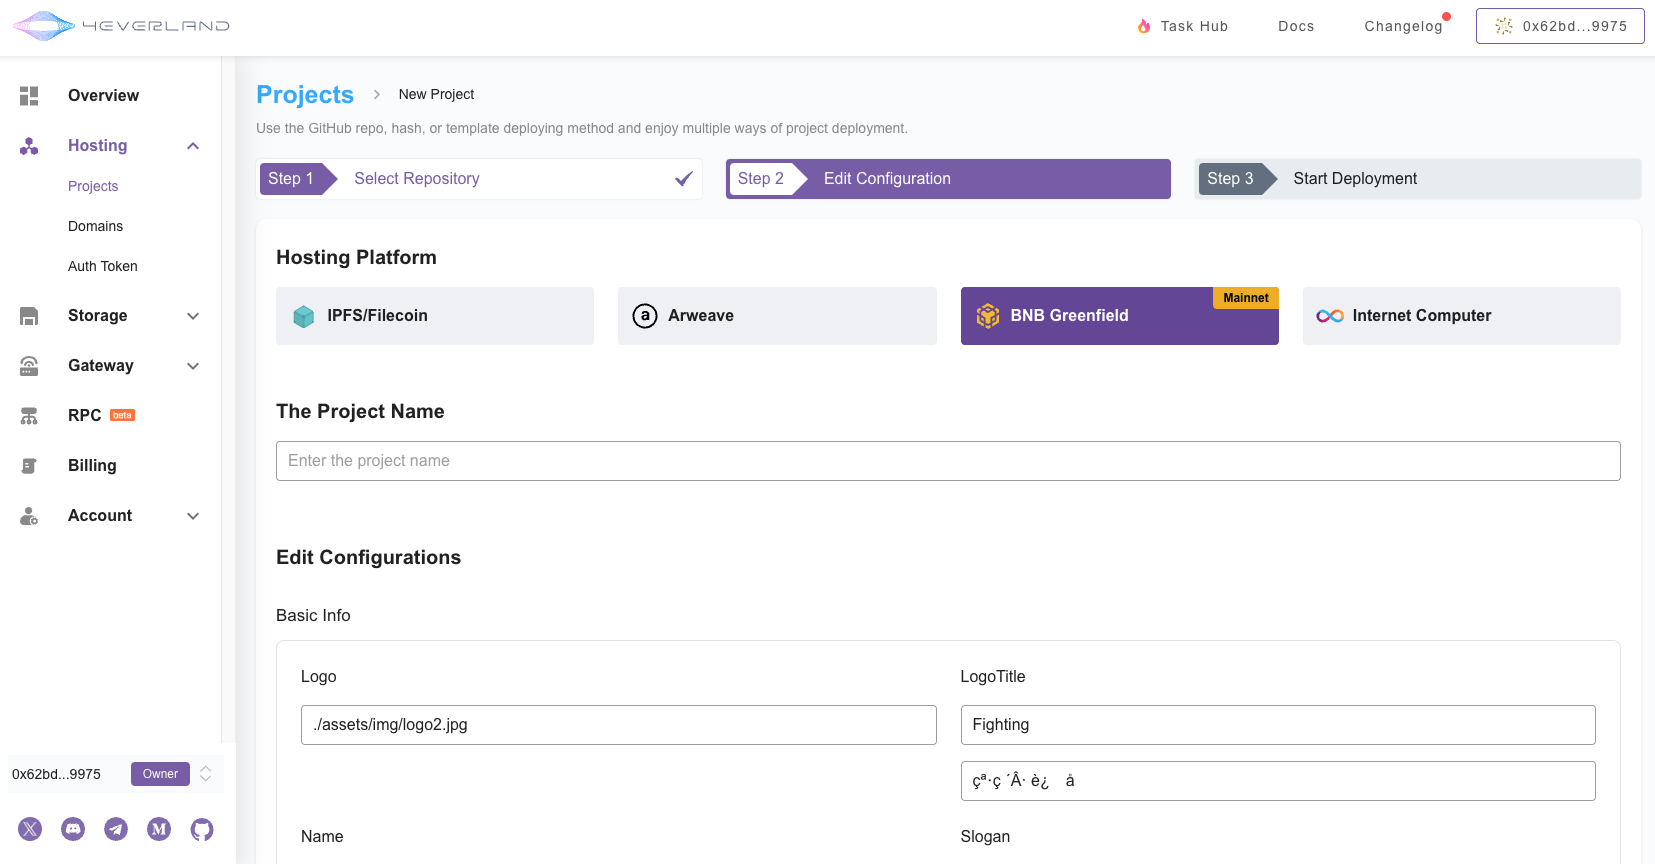 4EVERLAND
Task Hub
Docs
Changelog
0x62bd...9975
Overview
Hosting
Projects
Domains
Auth Token
Storage
Gateway
RPC beta
Billing
Account
0x62bd...9975
Owner
Projects > New Project
Use the GitHub repo, hash, or template deploying method and enjoy multiple ways of project deployment.
Step 1 Select Repository
Step 2 Edit Configuration
Step 3 Start Deployment
Hosting Platform
IPFS/Filecoin
Arweave
BNB Greenfield
Mainnet
Internet Computer
The Project Name
Enter the project name
Edit Configurations
Basic Info
Logo
./assets/img/logo2.jpg
LogoTitle
Fighting
çª·ç ´Â· è¿ å
Name
Slogan